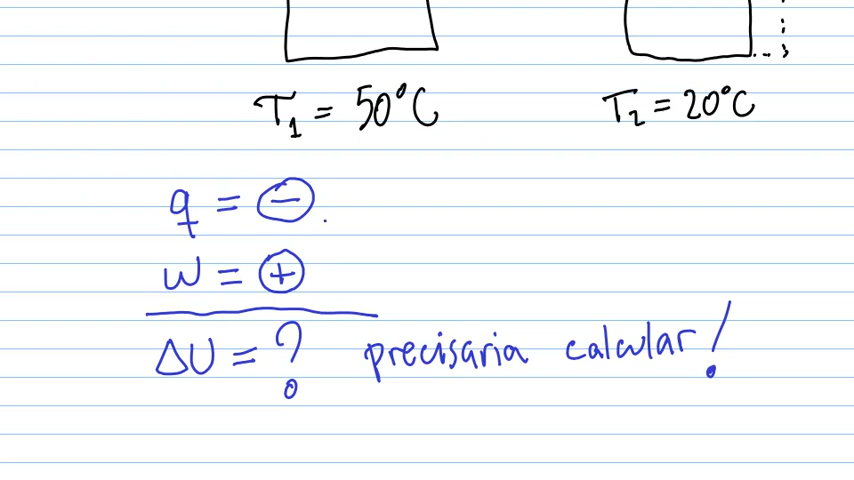 T₁ = 50°C T₂ = 20°C
q = ⊖.
w = ⊕
ΔU = ? precisaria calcular!